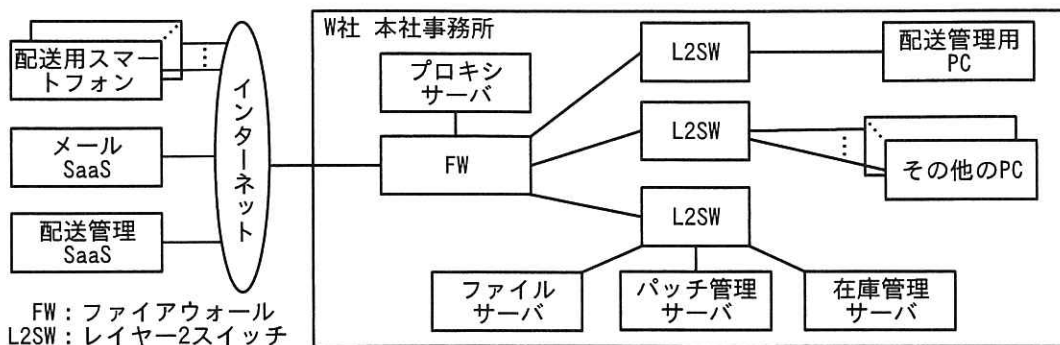 W社 本社事務所
配送用スマー
トフォン
メール
SaaS
配送管理
SaaS
インターネット
プロキシ
サーバ
FW
L2SW
配送管理用
PC
L2SW
その他のPC
L2SW
ファイル
サーバ
パッチ管理
サーバ
在庫管理
サーバ
FW：ファイアウォール
L2SW：レイヤー2スイッチ